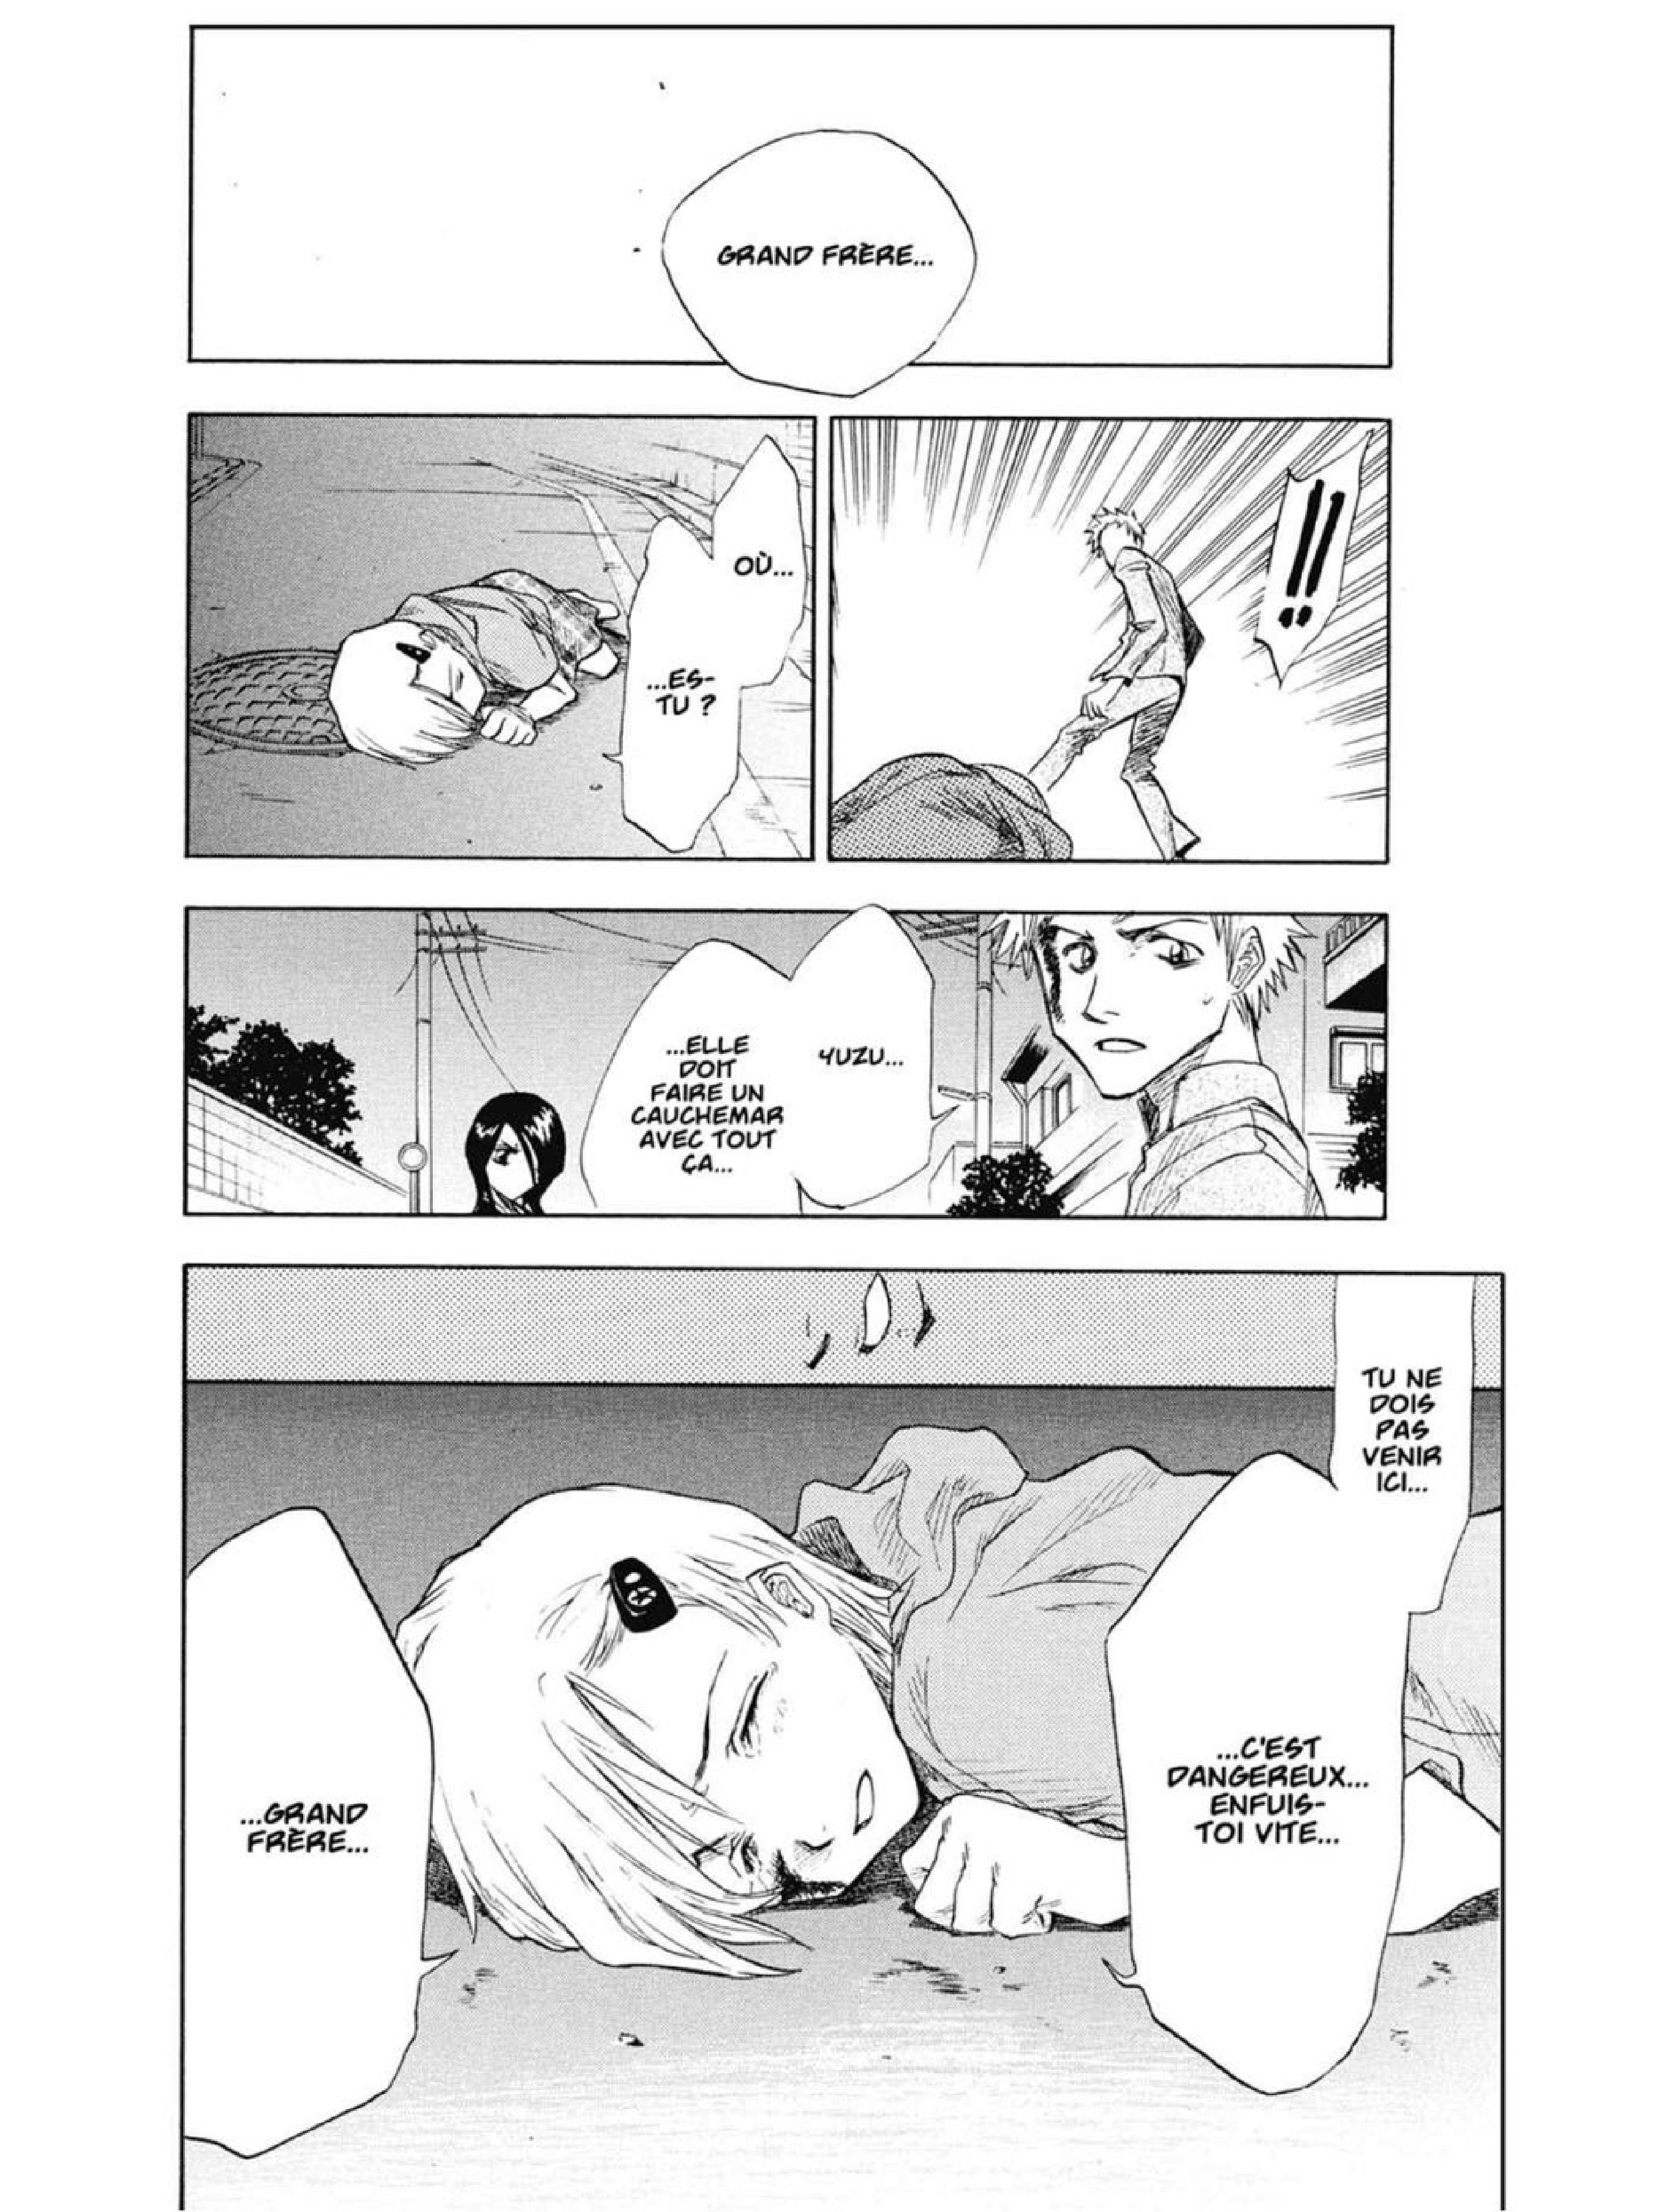 GRAND FRÈRE...
!!
OÙ...
...ES-
TU ?
YUZU...
...ELLE
DOIT
FAIRE UN
CAUCHEMAR
AVEC TOUT
ÇA...
TU NE
DOIS
PAS
VENIR
ICI...
...C'EST
DANGEREUX...
ENFUIS-
TOI VITE...
...GRAND
FRÈRE...